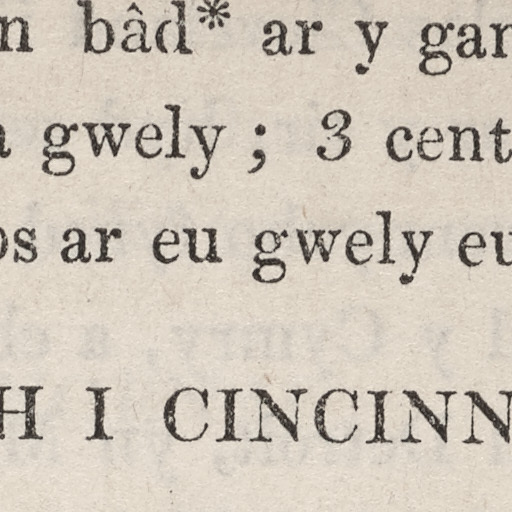 n bâd* ar y gar
a gwely ; 3 cent
os ar eu gwely eu
H I CINCINN